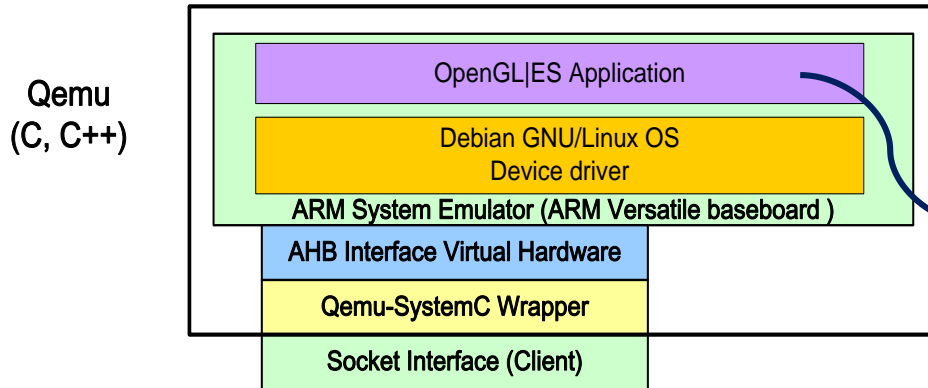 Qemu
(C, C++)
OpenGL|ES Application
Debian GNU/Linux OS
Device driver
ARM System Emulator (ARM Versatile baseboard )
AHB Interface Virtual Hardware
Qemu-SystemC Wrapper
Socket Interface (Client)